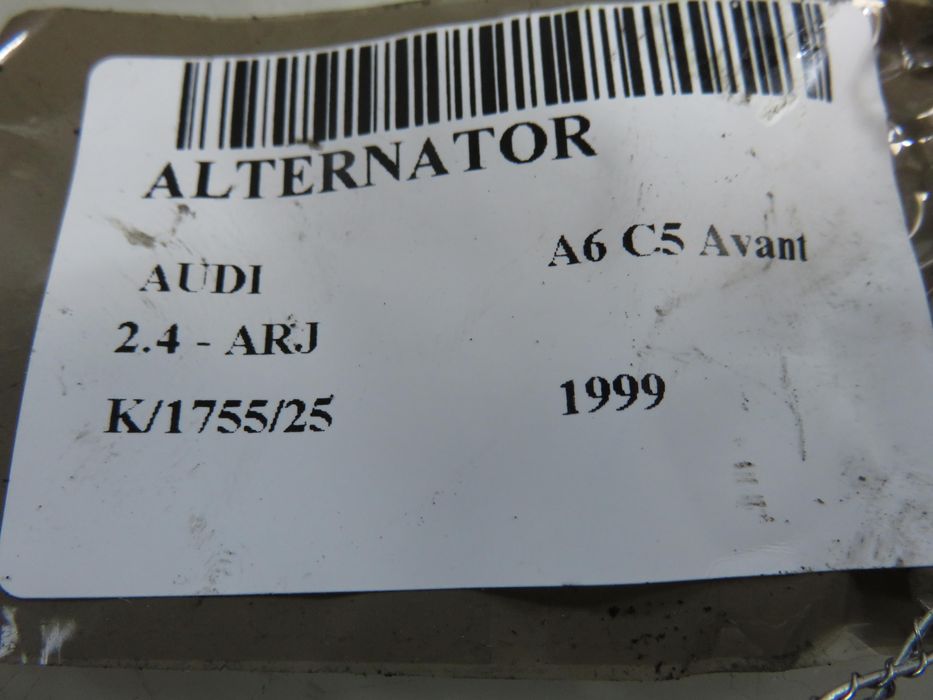 ALTERNATOR
AUDI A6 C5 Avant
2.4 - ARJ
K/1755/25 1999